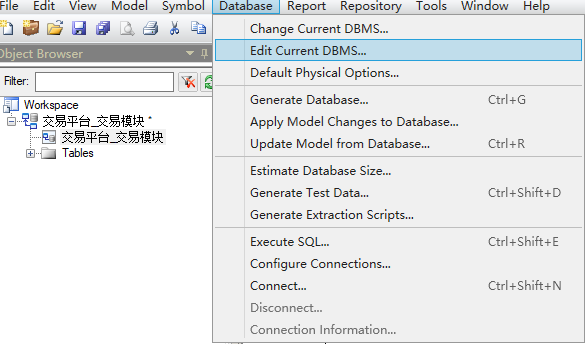 File Edit View Model Symbol Database Report Repository Tools Window Help
Object Browser
Filter:
Workspace
交易平台_交易模块 *
交易平台_交易模块
Tables
Change Current DBMS...
Edit Current DBMS...
Default Physical Options...
Generate Database... Ctrl+G
Apply Model Changes to Database...
Update Model from Database... Ctrl+R
Estimate Database Size...
Generate Test Data... Ctrl+Shift+D
Generate Extraction Scripts...
Execute SQL... Ctrl+Shift+E
Configure Connections...
Connect... Ctrl+Shift+N
Disconnect...
Connection Information...